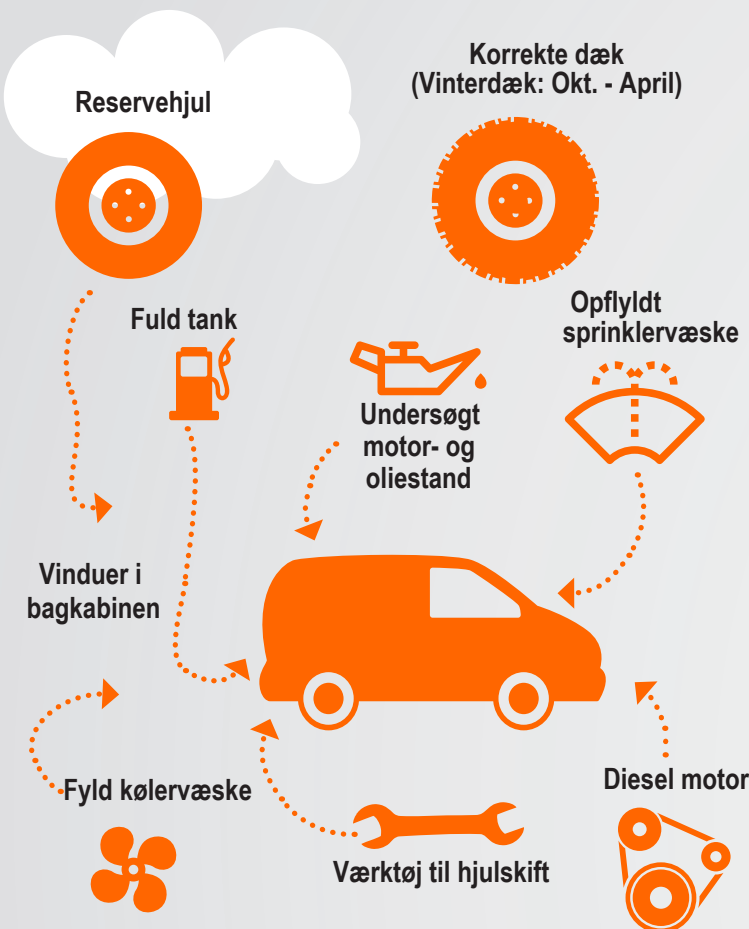 Reservehjul
Korrekte dæk
(Vinterdæk: Okt. - April)
Fuld tank
Opflyldt
sprinklervæske
Undersøgt
motor- og
oliestand
Vinduer i
bagkabinen
Fyld kølervæske
Diesel motor
Værktøj til hjulskift